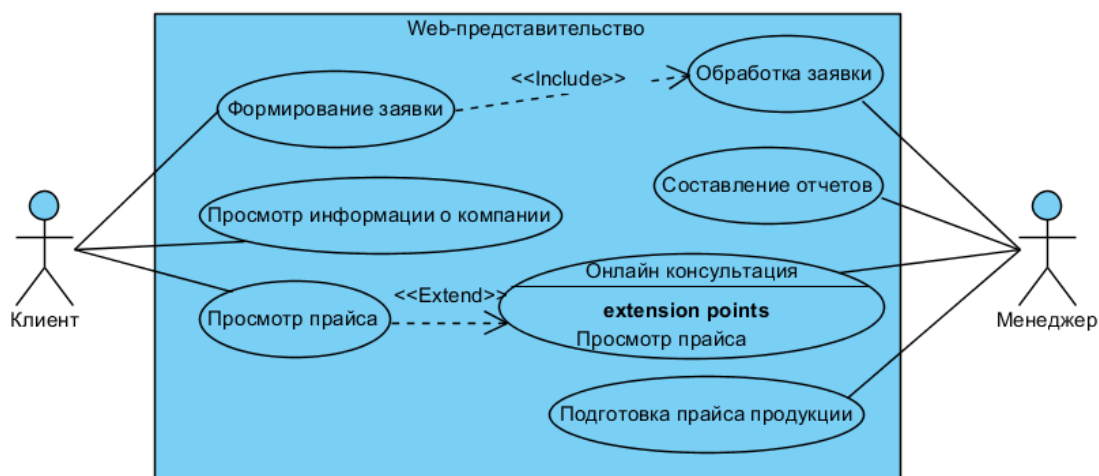 Web-представительство
<<Include>>
Обработка заявки
Формирование заявки
Составление отчетов
Просмотр информации о компании
Онлайн консультация
<<Extend>>
extension points
Просмотр прайса
Просмотр прайса
Клиент
Менеджер
Подготовка прайса продукции